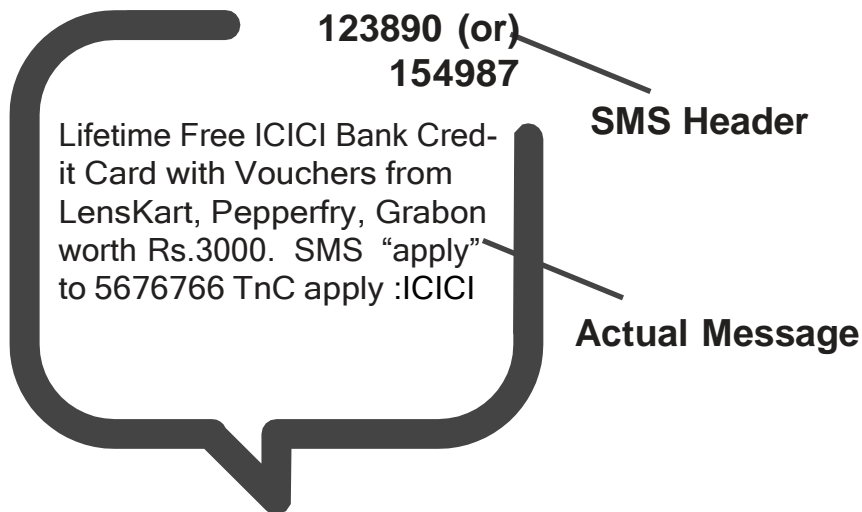 123890 (or)
154987
SMS Header
Lifetime Free ICICI Bank Cred-
it Card with Vouchers from
LensKart, Pepperfry, Grabon
worth Rs.3000.  SMS  “apply”
to 5676766 TnC apply :ICICI
Actual Message